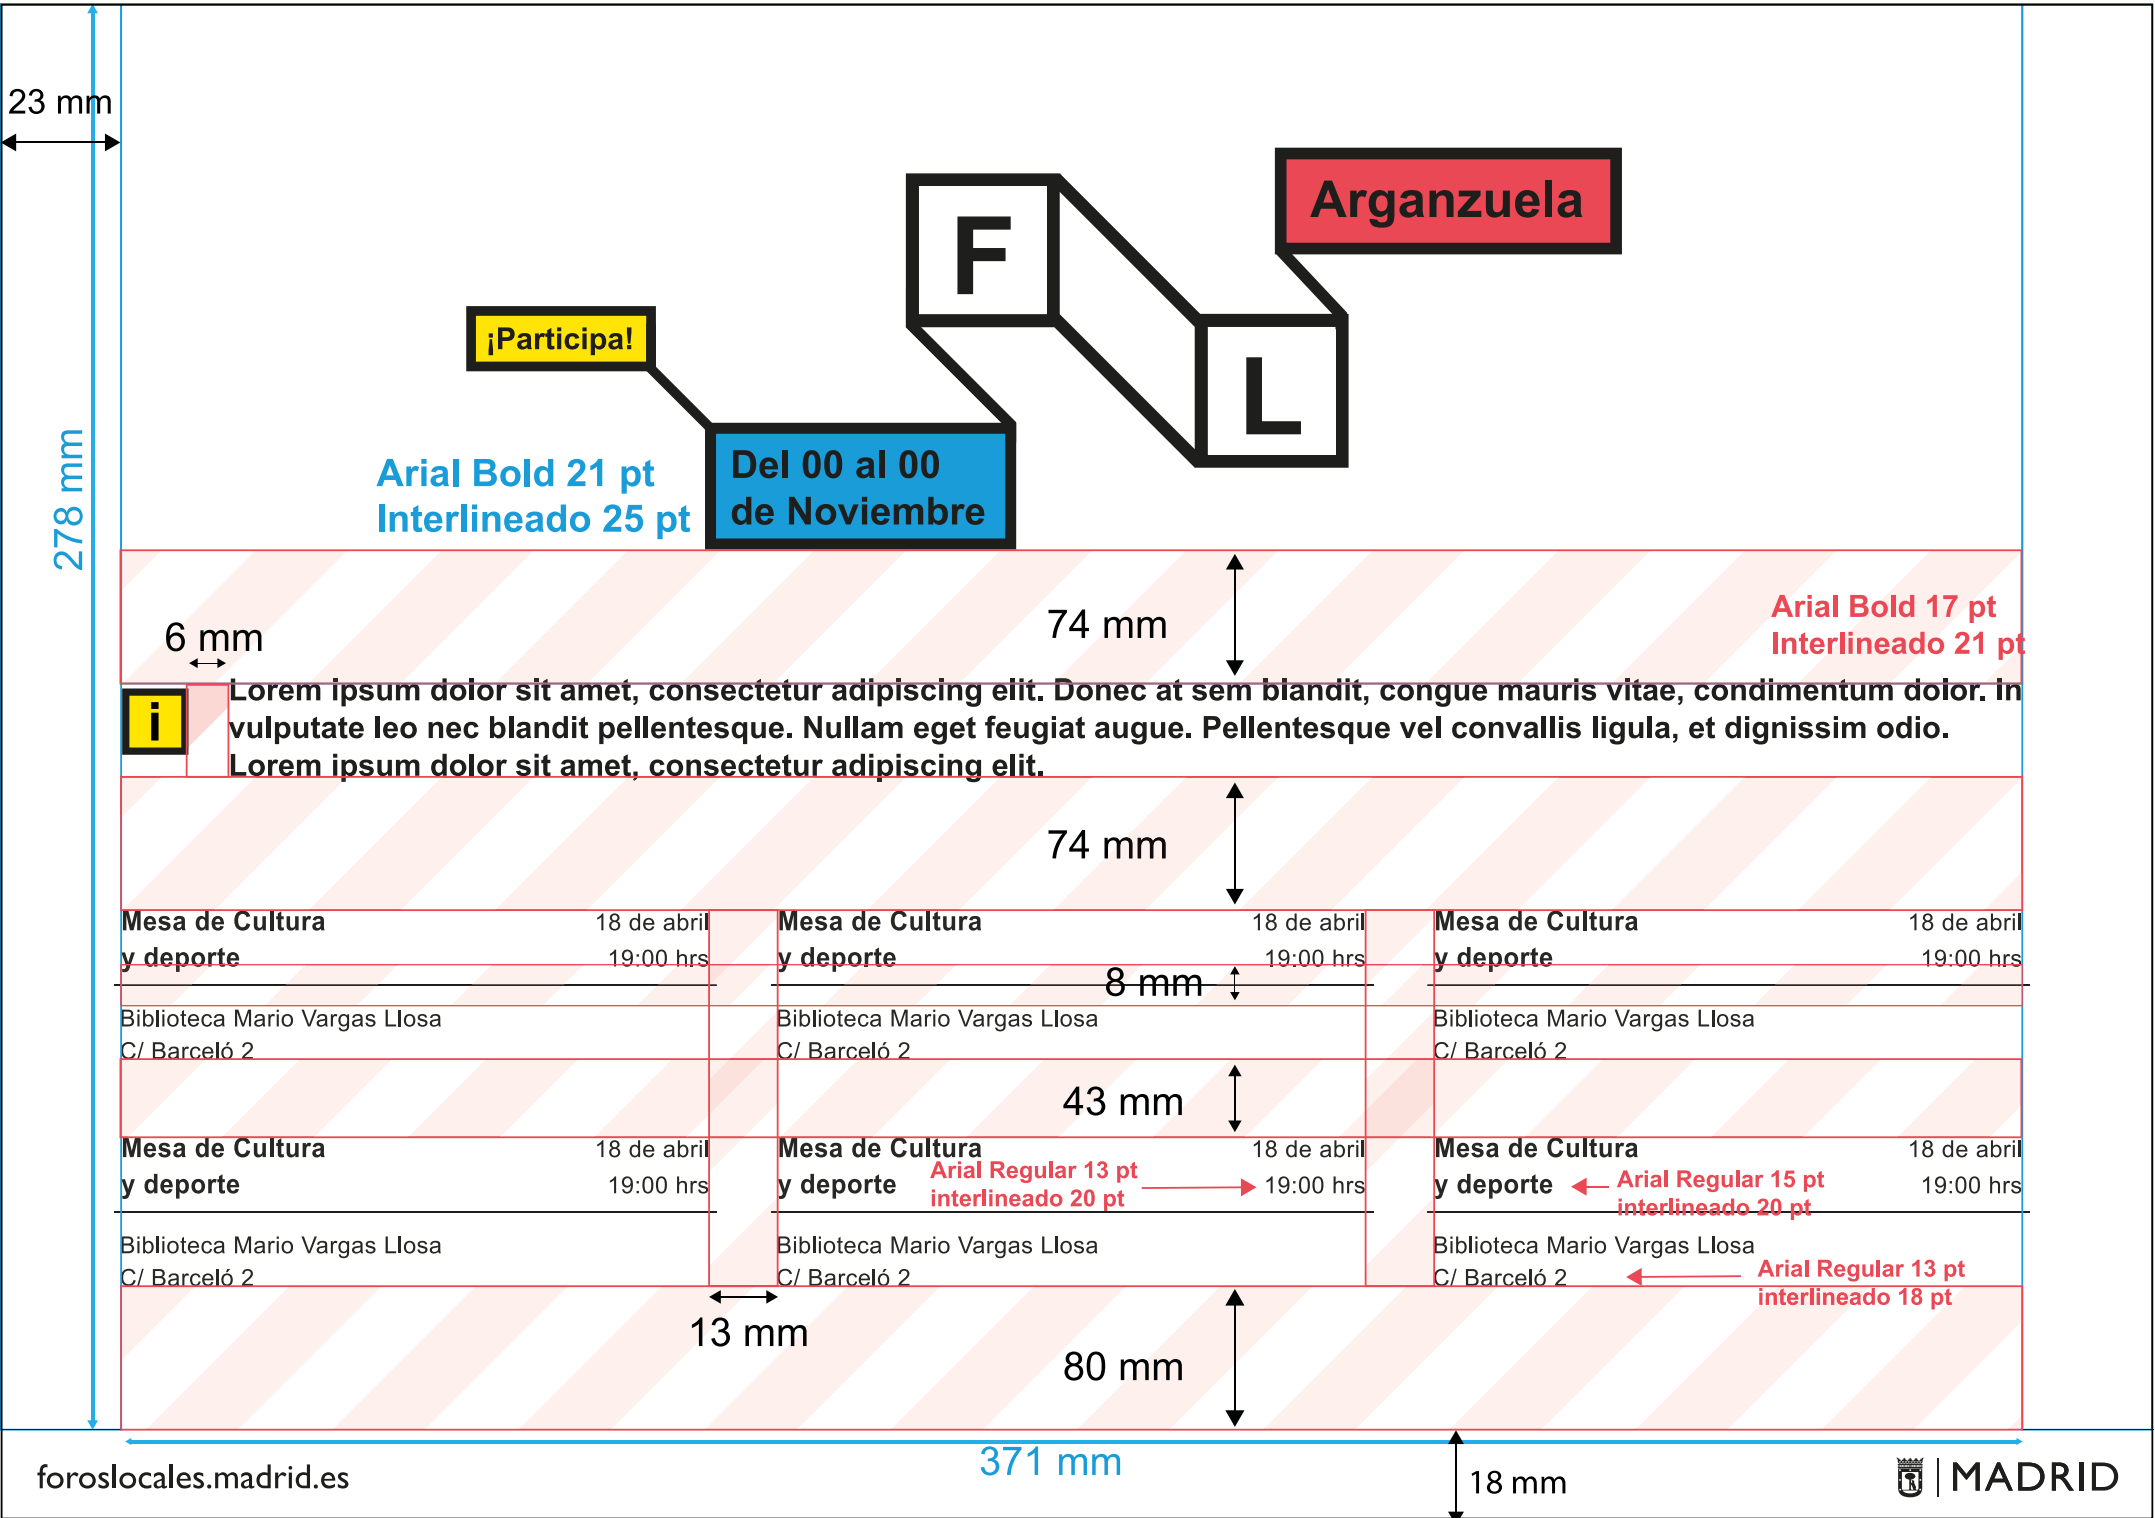 23 mm
278 mm
Arganzuela
F
L
¡Participa!
Del 00 al 00
de Noviembre
Arial Bold 21 pt
Interlineado 25 pt
74 mm
Arial Bold 17 pt
Interlineado 21 pt
6 mm
i
Lorem ipsum dolor sit amet, consectetur adipiscing elit. Donec at sem blandit, congue mauris vitae, condimentum dolor. In
vulputate leo nec blandit pellentesque. Nullam eget feugiat augue. Pellentesque vel convallis ligula, et dignissim odio.
Lorem ipsum dolor sit amet, consectetur adipiscing elit.
74 mm
Mesa de Cultura 18 de abril
y deporte 19:00 hrs
Biblioteca Mario Vargas Llosa
C/ Barceló 2
Mesa de Cultura 18 de abril
y deporte 19:00 hrs
8 mm
Biblioteca Mario Vargas Llosa
C/ Barceló 2
Mesa de Cultura 18 de abril
y deporte 19:00 hrs
Biblioteca Mario Vargas Llosa
C/ Barceló 2
43 mm
Mesa de Cultura 18 de abril
y deporte 19:00 hrs
Biblioteca Mario Vargas Llosa
C/ Barceló 2
Mesa de Cultura 18 de abril
y deporte 19:00 hrs
Arial Regular 13 pt
interlineado 20 pt
Biblioteca Mario Vargas Llosa
C/ Barceló 2
Mesa de Cultura 18 de abril
y deporte 19:00 hrs
Arial Regular 15 pt
interlineado 20 pt
Biblioteca Mario Vargas Llosa
C/ Barceló 2
Arial Regular 13 pt
interlineado 18 pt
13 mm
80 mm
371 mm
18 mm
foroslocales.madrid.es
MADRID